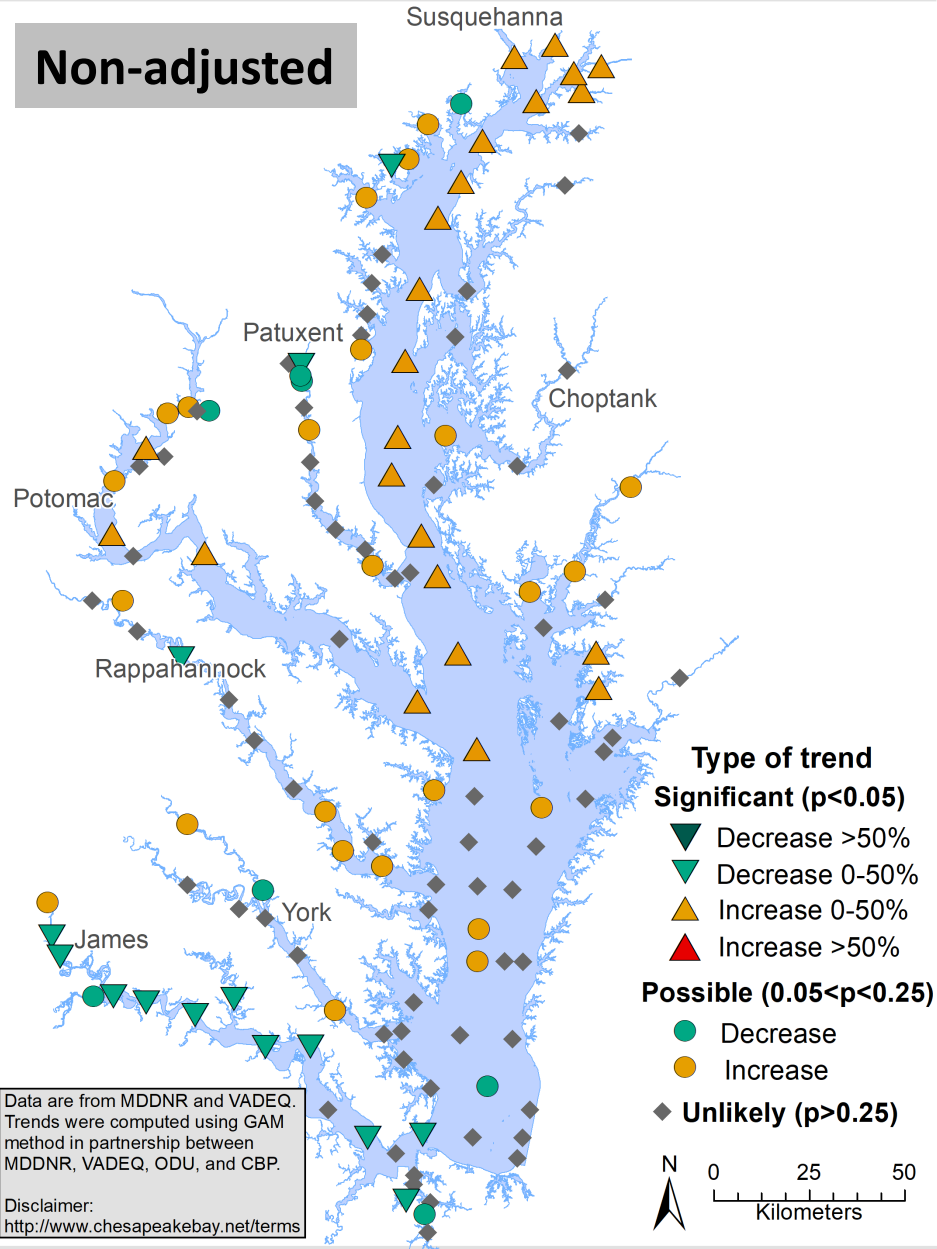 Susquehanna
Non-adjusted
Patuxent
Choptank
Potomac
Rappahannock
York
James
Type of trend
Significant (p<0.05)
Decrease >50%
Decrease 0-50%
Increase 0-50%
Increase >50%
Possible (0.05<p<0.25)
Decrease
Increase
Unlikely (p>0.25)
Data are from MDDNR and VADEQ.
Trends were computed using GAM
method in partnership between
MDDNR, VADEQ, ODU, and CBP.
Disclaimer:
http://www.chesapeakebay.net/terms
N
0 25 50
Kilometers